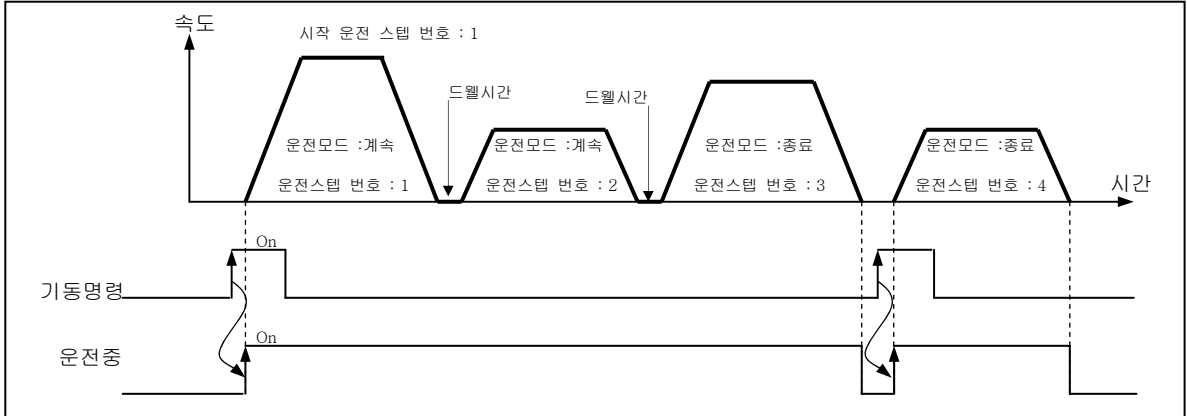 속도
시작 운전 스텝 번호 : 1
드웰시간
드웰시간
운전모드 :계속
운전모드 :계속
운전모드 :종료
운전모드 :종료
운전스텝 번호 : 1
운전스텝 번호 : 2
운전스텝 번호 : 3
운전스텝 번호 : 4
시간
On
기동명령
On
운전중